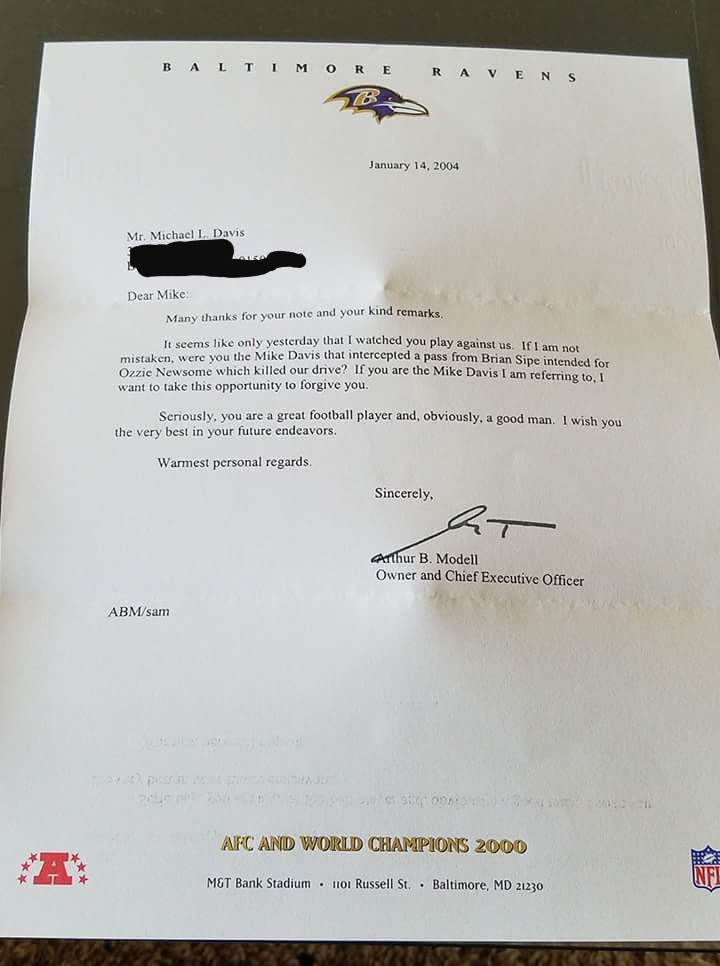 BALTIMORE RAVENS
B
January 14, 2004
Mr. Michael L. Davis
Dear Mike:
Many thanks for your note and your kind remarks.
It seems like only yesterday that I watched you play against us. If I am not
mistaken, were you the Mike Davis that intercepted a pass from Brian Sipe intended for
Ozzie Newsome which killed our drive? If you are the Mike Davis I am referring to, I
want to take this opportunity to forgive you.
Seriously, you are a great football player and, obviously, a good man. I wish you
the very best in your future endeavors.
Warmest personal regards.
Sincerely,
Arthur B. Modell
Owner and Chief Executive Officer
ABM/sam
AFC AND WORLD CHAMPIONS 2000
A
M&T Bank Stadium • 1101 Russell St. • Baltimore, MD 21230
NFL